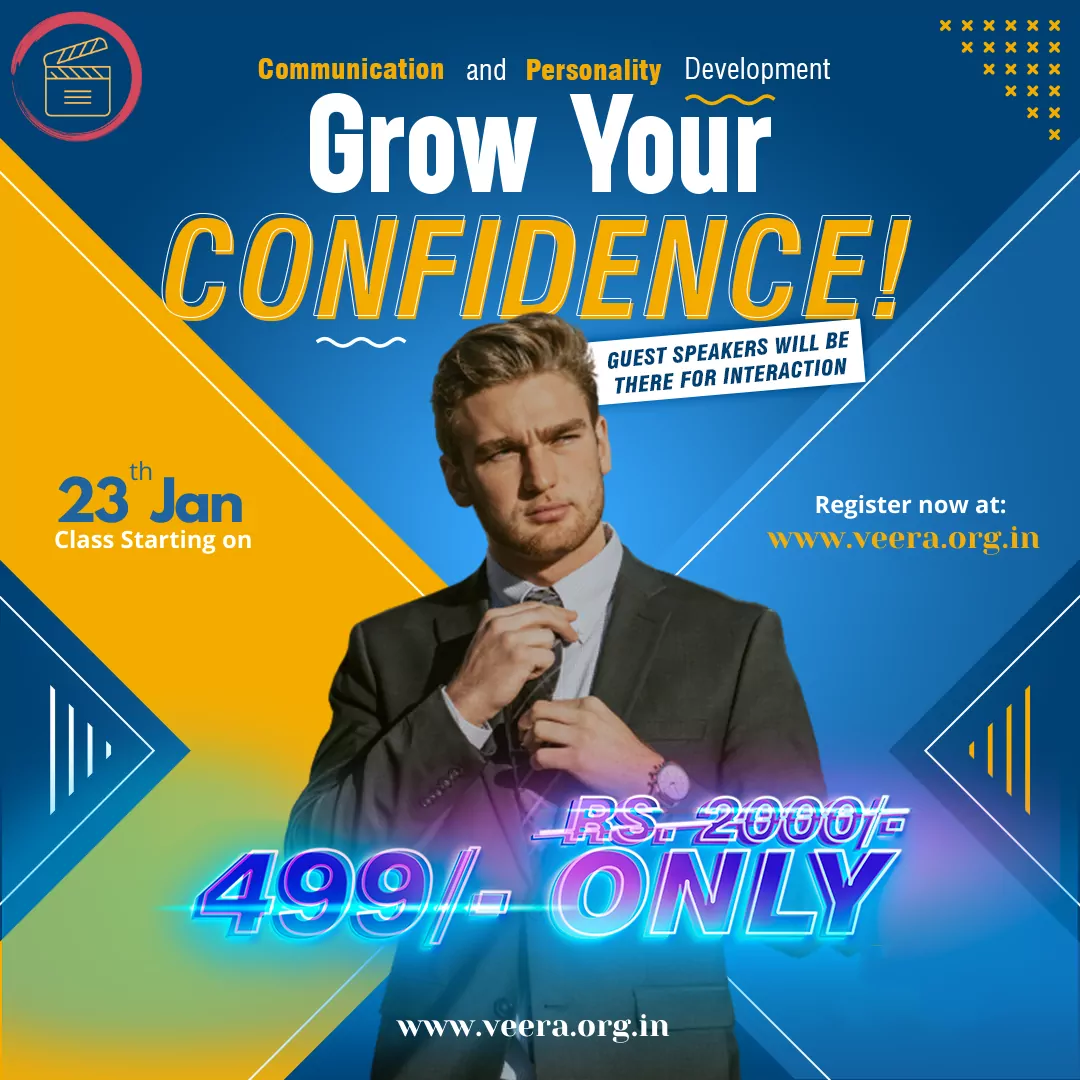 Communication and Personality Development
Grow Your
CONFIDENCE!
GUEST SPEAKERS WILL BE
THERE FOR INTERACTION
23th Jan
Class Starting on
Register now at:
www.veera.org.in
RS. 2000/-
499/- ONLY
www.veera.org.in